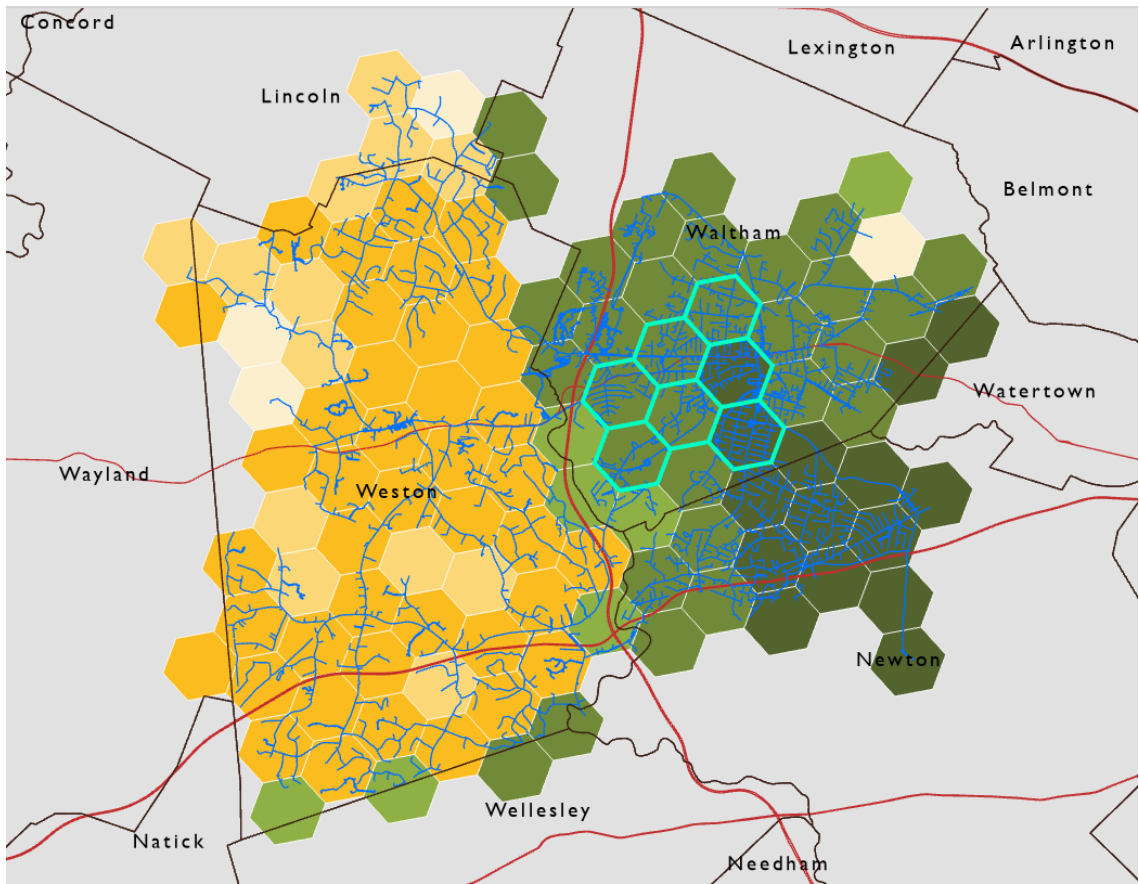 Concord
Lexington
Arlington
Lincoln
Belmont
Waltham
Watertown
Wayland
Weston
Newton
Wellesley
Natick
Needham